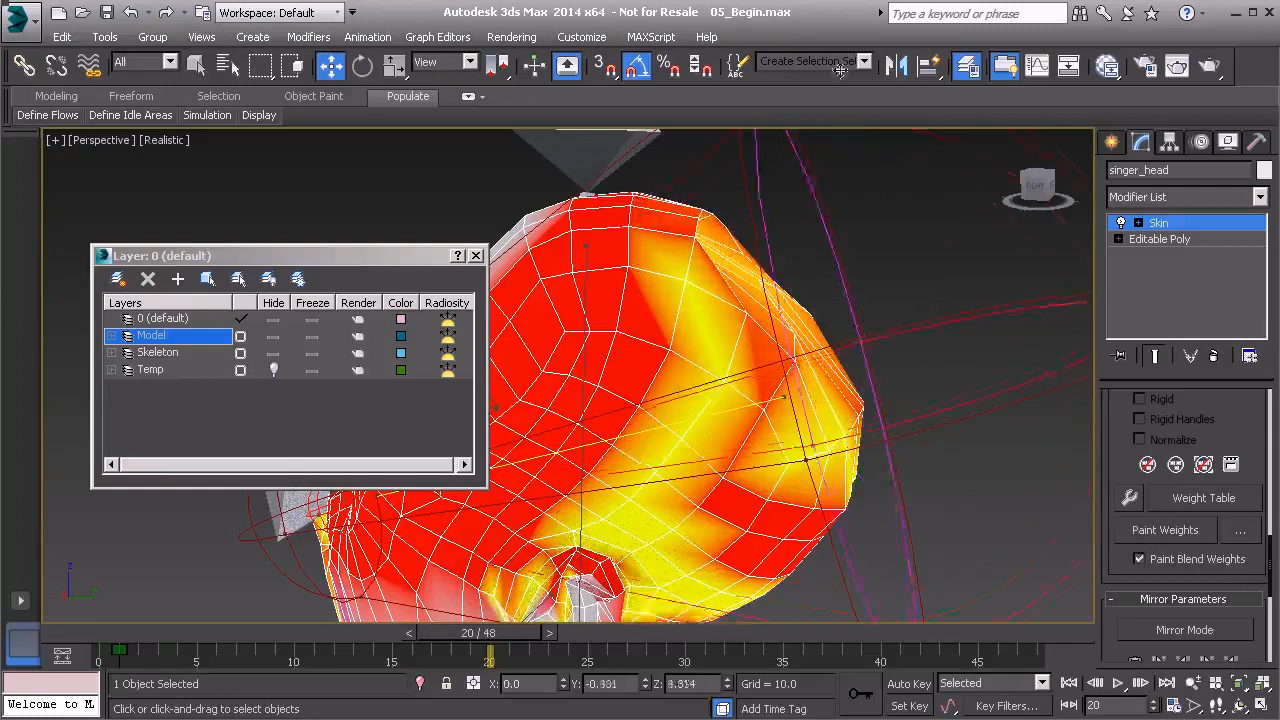 Workspace: Default
Autodesk 3ds Max 2014 x64 - Not for Resale 05_Begin.max
Type a keyword or phrase
Edit Tools Group Views Create Modifiers Animation Graph Editors Rendering Customize MAXScript Help
All
View
3
Create Selection Se
Modeling Freeform Selection Object Paint Populate
Define Flows Define Idle Areas Simulation Display
[+] [Perspective] [Realistic]
RIGHT
singer_head
Modifier List
Skin
Editable Poly
Layer: 0 (default)
Layers Hide Freeze Render Color Radiosity
0 (default)
Model
Skeleton
Temp
Rigid
Rigid Handles
Normalize
Weight Table
Paint Weights ...
Paint Blend Weights
- Mirror Parameters
Mirror Mode
z
< 20 / 48 >
0 5 10 15 20 25 30 35 40 45
1 Object Selected
X: 0.0 Y: -0.931 Z: 4.314
Grid = 10.0
Auto Key Selected
Welcome to M
Click or click-and-drag to select objects
Add Time Tag
Set Key Key Filters...
20